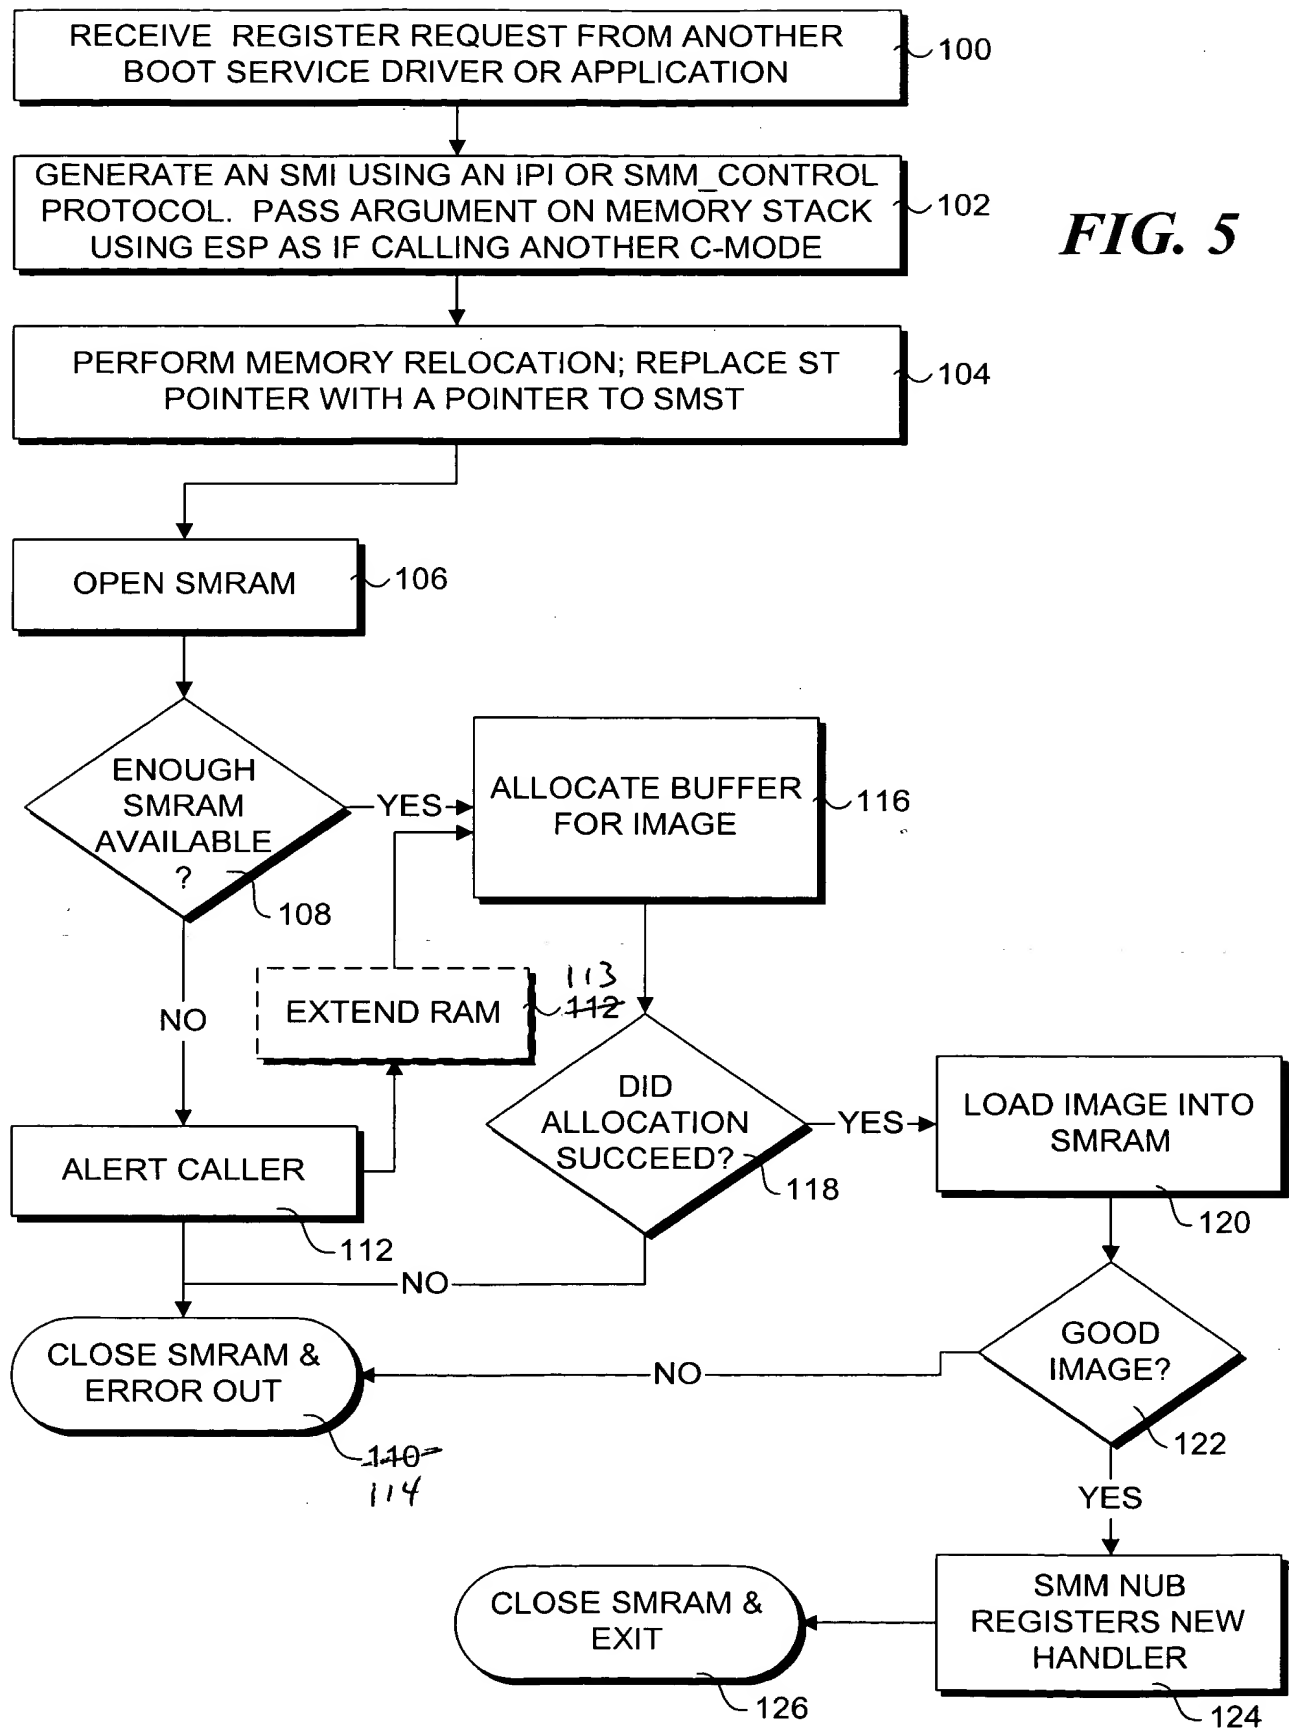 RECEIVE REGISTER REQUEST FROM ANOTHER
BOOT SERVICE DRIVER OR APPLICATION
100
GENERATE AN SMI USING AN IPI OR SMM_CONTROL
PROTOCOL. PASS ARGUMENT ON MEMORY STACK
USING ESP AS IF CALLING ANOTHER C-MODE
102
FIG. 5
PERFORM MEMORY RELOCATION; REPLACE ST
POINTER WITH A POINTER TO SMST
104
OPEN SMRAM
106
ENOUGH
SMRAM
AVAILABLE
?
108
YES
ALLOCATE BUFFER
FOR IMAGE
116
NO
EXTEND RAM
113
112
DID
ALLOCATION
SUCCEED?
118
YES
LOAD IMAGE INTO
SMRAM
120
ALERT CALLER
112
NO
CLOSE SMRAM &
ERROR OUT
110
114
NO
GOOD
IMAGE?
122
YES
SMM NUB
REGISTERS NEW
HANDLER
124
CLOSE SMRAM &
EXIT
126